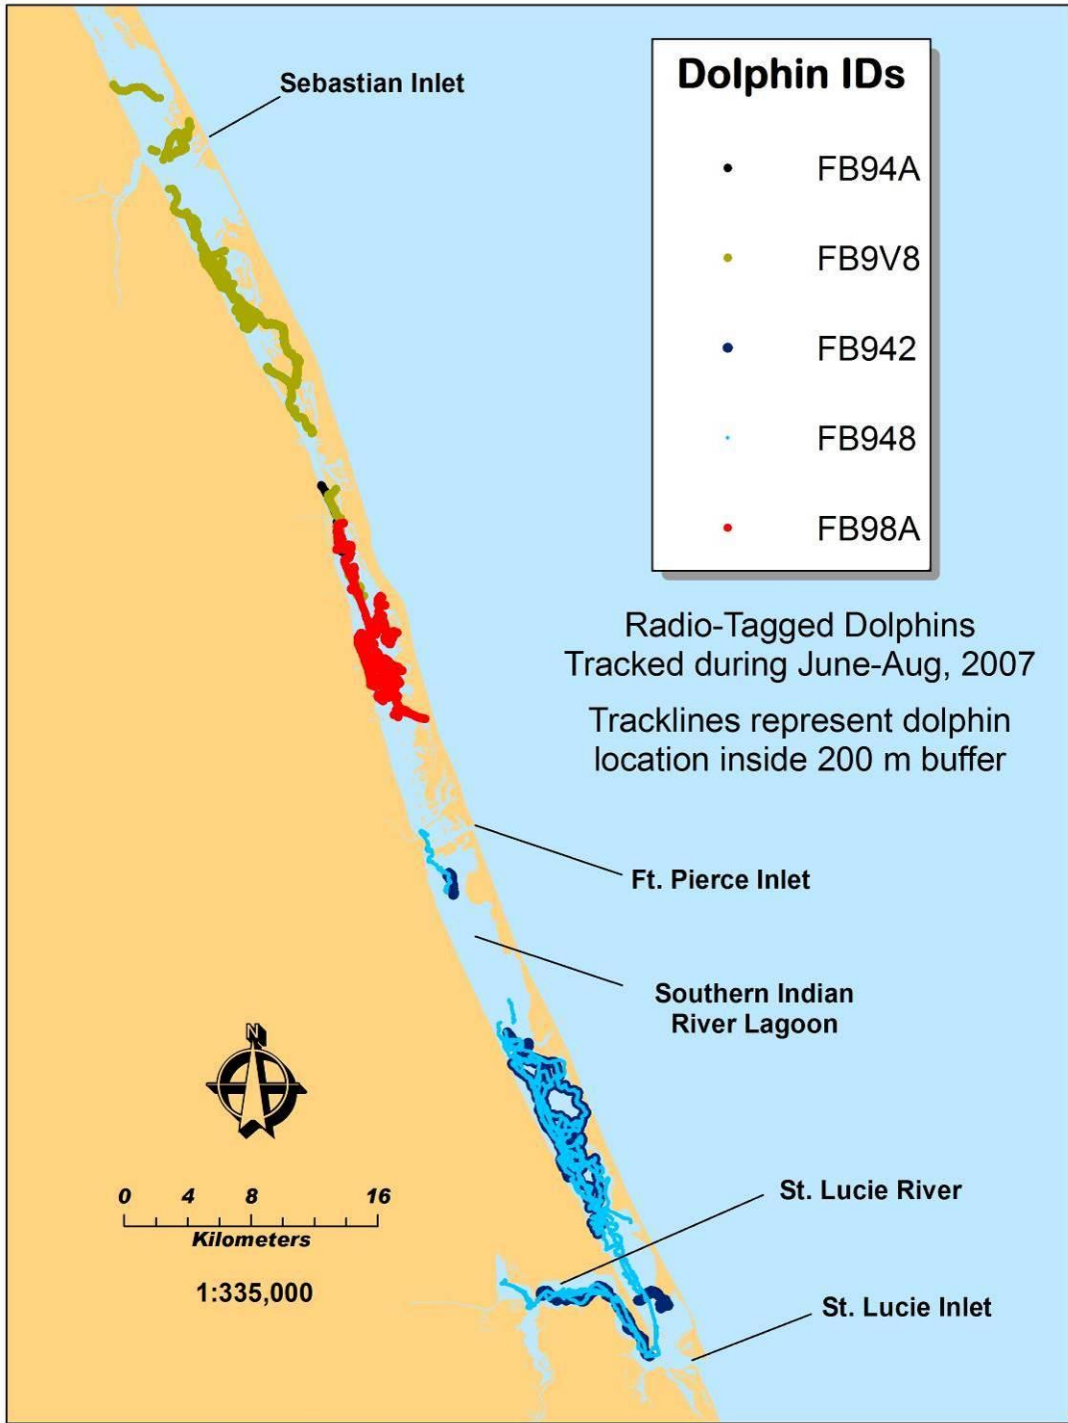 Sebastian Inlet
Dolphin IDs
FB94A
FB9V8
FB942
FB948
FB98A
Radio-Tagged Dolphins
Tracked during June-Aug, 2007
Tracklines represent dolphin
location inside 200 m buffer
Ft. Pierce Inlet
Southern Indian
River Lagoon
N
0 4 8 16
Kilometers
1:335,000
St. Lucie River
St. Lucie Inlet